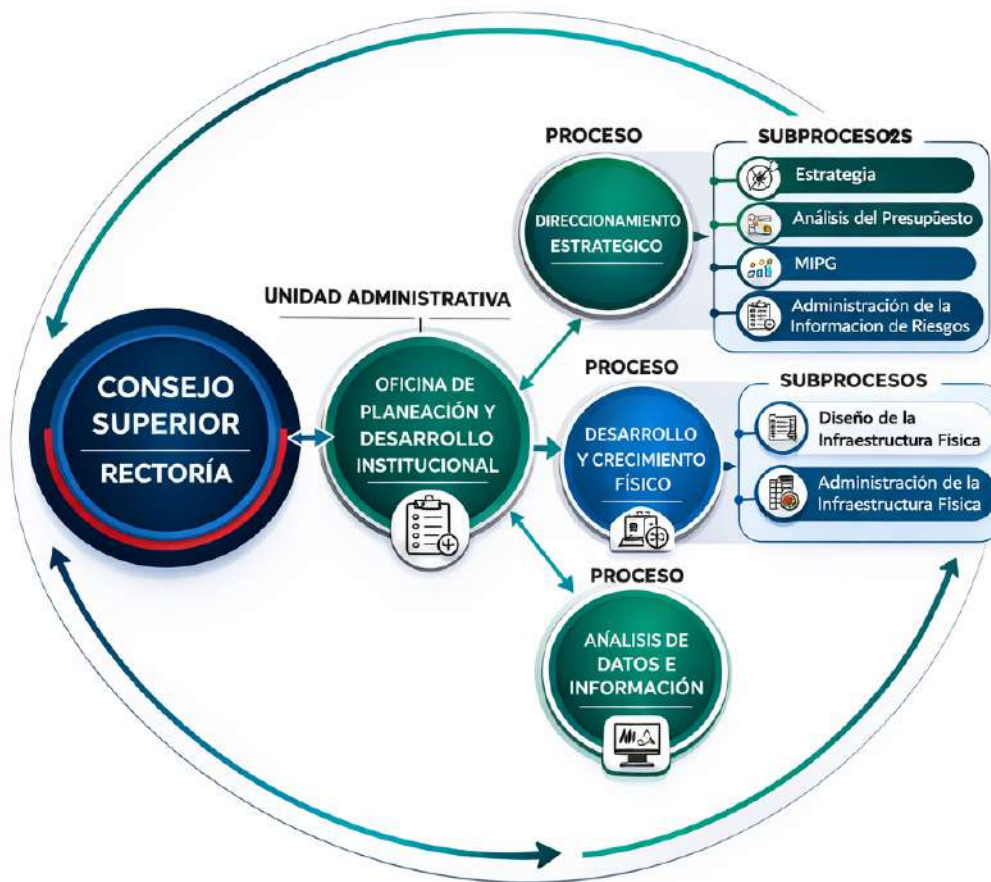 PROCESO
SUBPROCESO2S
DIRECCIONAMIENTO
ESTRATEGICO
Estrategia
Análisis del Presupüesto
MIPG
Administración de la
Informacion de Riesgos
UNIDAD ADMINISTRATIVA
CONSEJO
SUPERIOR
RECTORÍA
OFICINA DE
PLANEACIÓN Y
DESARROLLO
INSTITUCIONAL
PROCESO
SUBPROCESOS
DESARROLLO
Y CRECIMIENTO
FÍSICO
Diseño de la
Infraestructura Física
Administración de la
Infraestructura Fisica
PROCESO
ANÁLISIS DE
DATOS E
INFORMACIÓN